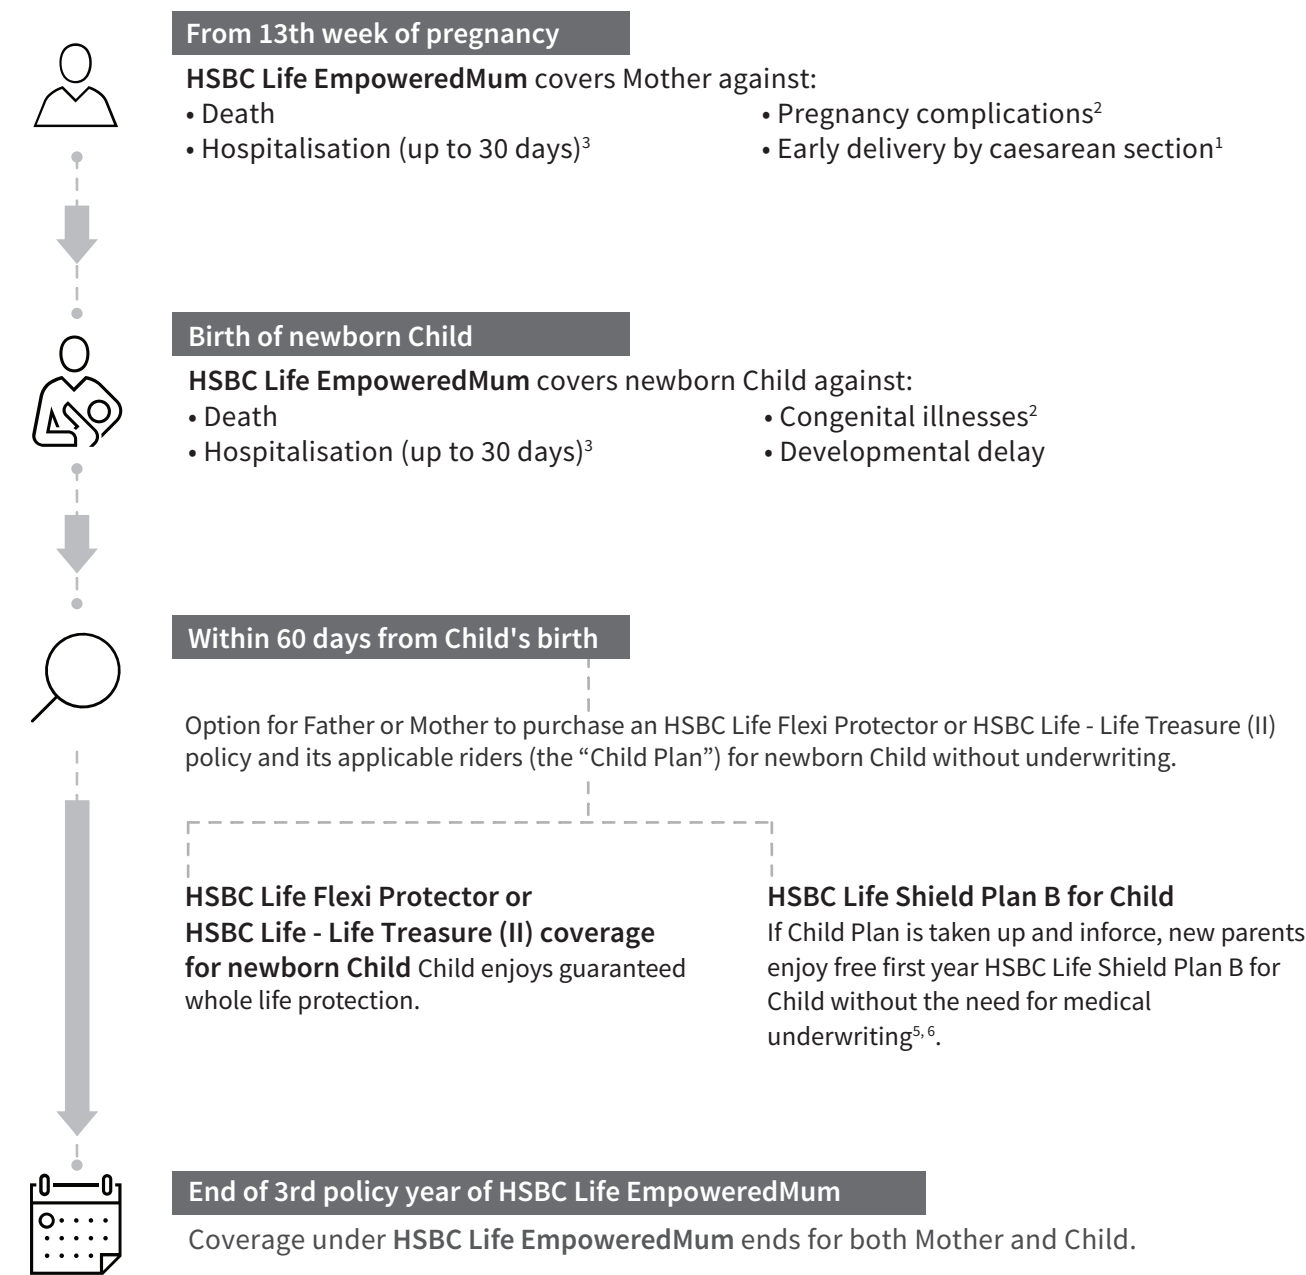 From 13th week of pregnancy
HSBC Life EmpoweredMum covers Mother against:
• Death
• Hospitalisation (up to 30 days)3
• Pregnancy complications2
• Early delivery by caesarean section1
Birth of newborn Child
HSBC Life EmpoweredMum covers newborn Child against:
• Death
• Hospitalisation (up to 30 days)3
• Congenital illnesses2
• Developmental delay
Within 60 days from Child's birth
Option for Father or Mother to purchase an HSBC Life Flexi Protector or HSBC Life - Life Treasure (II)
policy and its applicable riders (the “Child Plan”) for newborn Child without underwriting.
HSBC Life Flexi Protector or
HSBC Life - Life Treasure (II) coverage
for newborn Child Child enjoys guaranteed
whole life protection.
HSBC Life Shield Plan B for Child
If Child Plan is taken up and inforce, new parents
enjoy free first year HSBC Life Shield Plan B for
Child without the need for medical
underwriting5, 6.
End of 3rd policy year of HSBC Life EmpoweredMum
Coverage under HSBC Life EmpoweredMum ends for both Mother and Child.